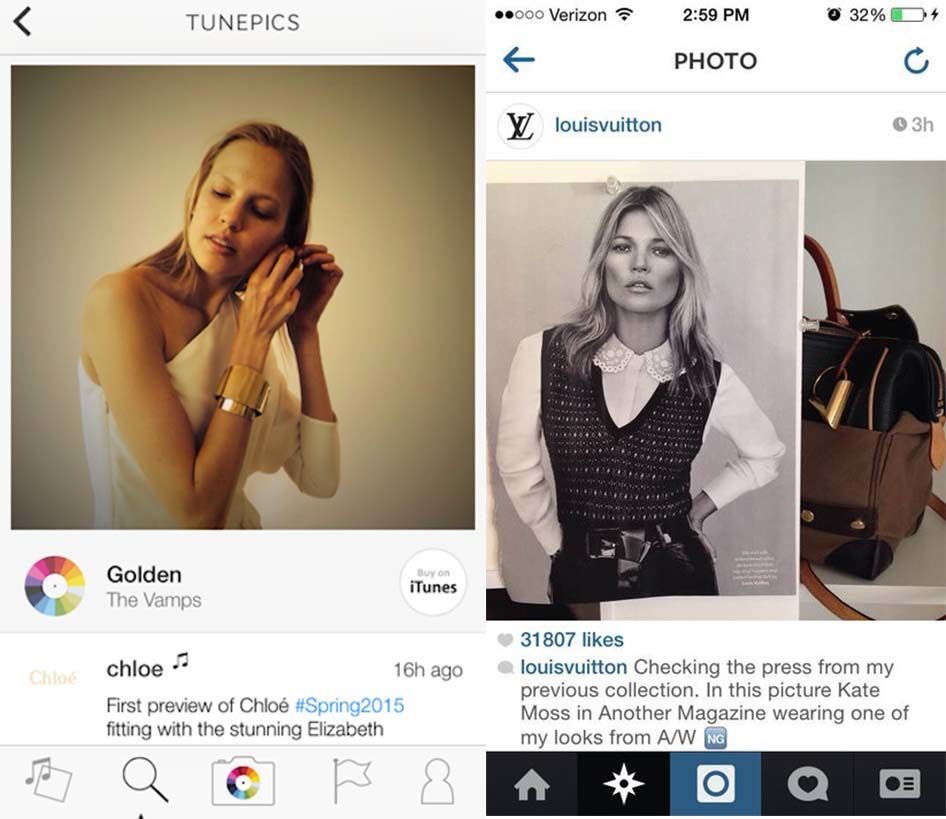 TUNEPICS
Golden
The Vamps
Buy on
iTunes
Chloé
chloe
16h ago
First preview of Chloé #Spring2015
fitting with the stunning Elizabeth
Verizon
2:59 PM
32%
PHOTO
LV
louisvuitton
3h
31807 likes
louisvuitton Checking the press from my
previous collection. In this picture Kate
Moss in Another Magazine wearing one of
my looks from A/W NG